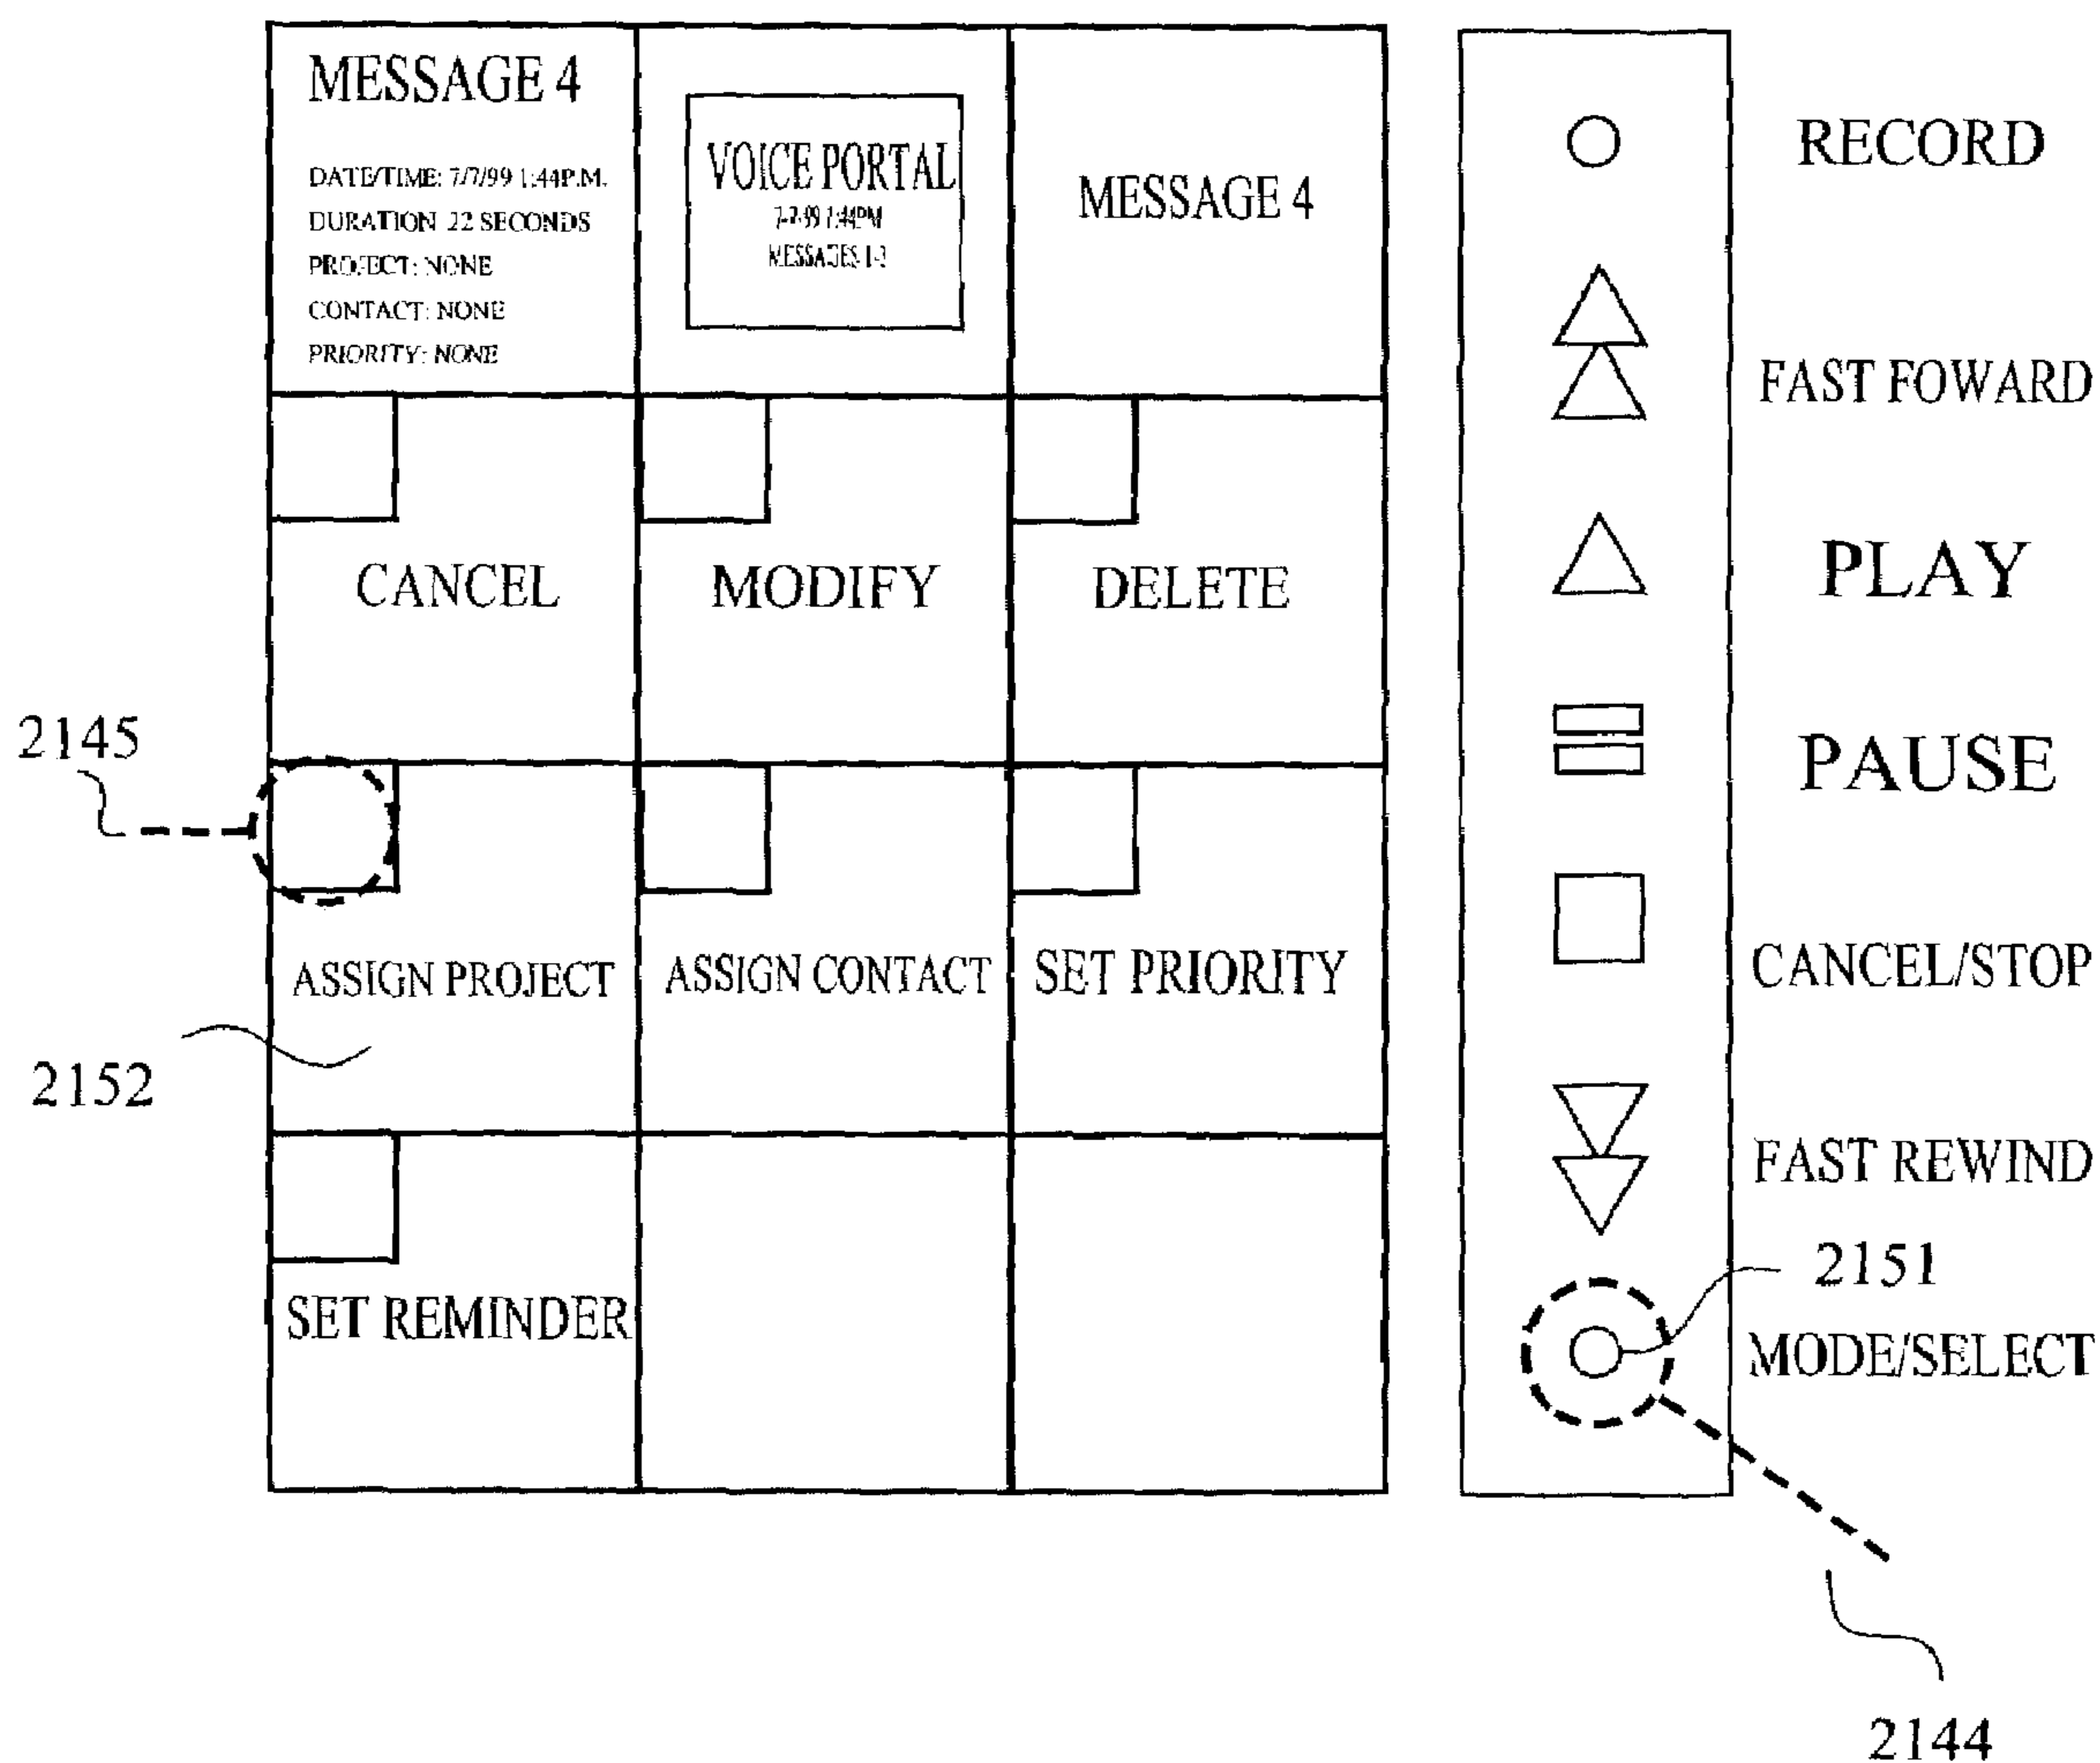 MESSAGE 4
DATE/TIME: 7/7/99 1:44P.M.
DURATION 22 SECONDS
PROJECT: NONE
CONTACT: NONE
PRIORITY: NONE
VOICE PORTAL
7-7-99 1:44PM
MESSAGES 1-3
MESSAGE 4
CANCEL
MODIFY
DELETE
ASSIGN PROJECT
ASSIGN CONTACT
SET PRIORITY
SET REMINDER
2145
2152
RECORD
FAST FOWARD
PLAY
PAUSE
CANCEL/STOP
FAST REWIND
2151
MODE/SELECT
2144